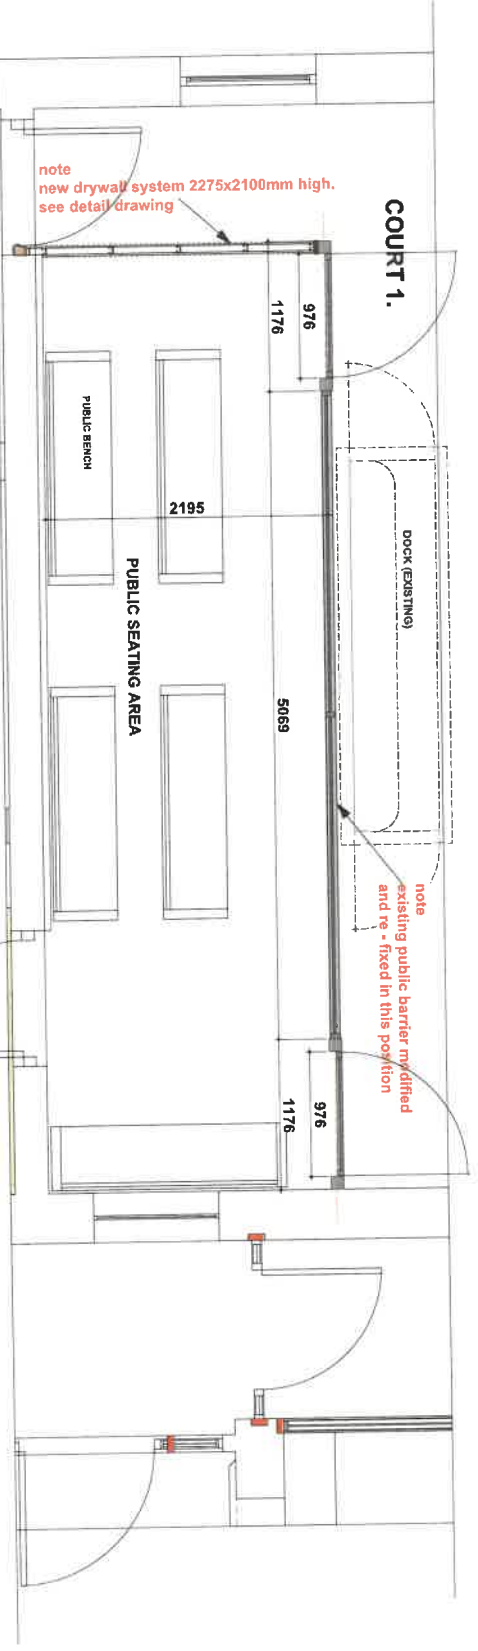 note
new drywall system 2275x2100mm high.
see detail drawing
COURT 1.
976
1176
PUBLIC BENCH
2195
DOCK (EXISTING)
PUBLIC SEATING AREA
5069
note
existing public barrier modified
and re - fixed in this position
976
1176